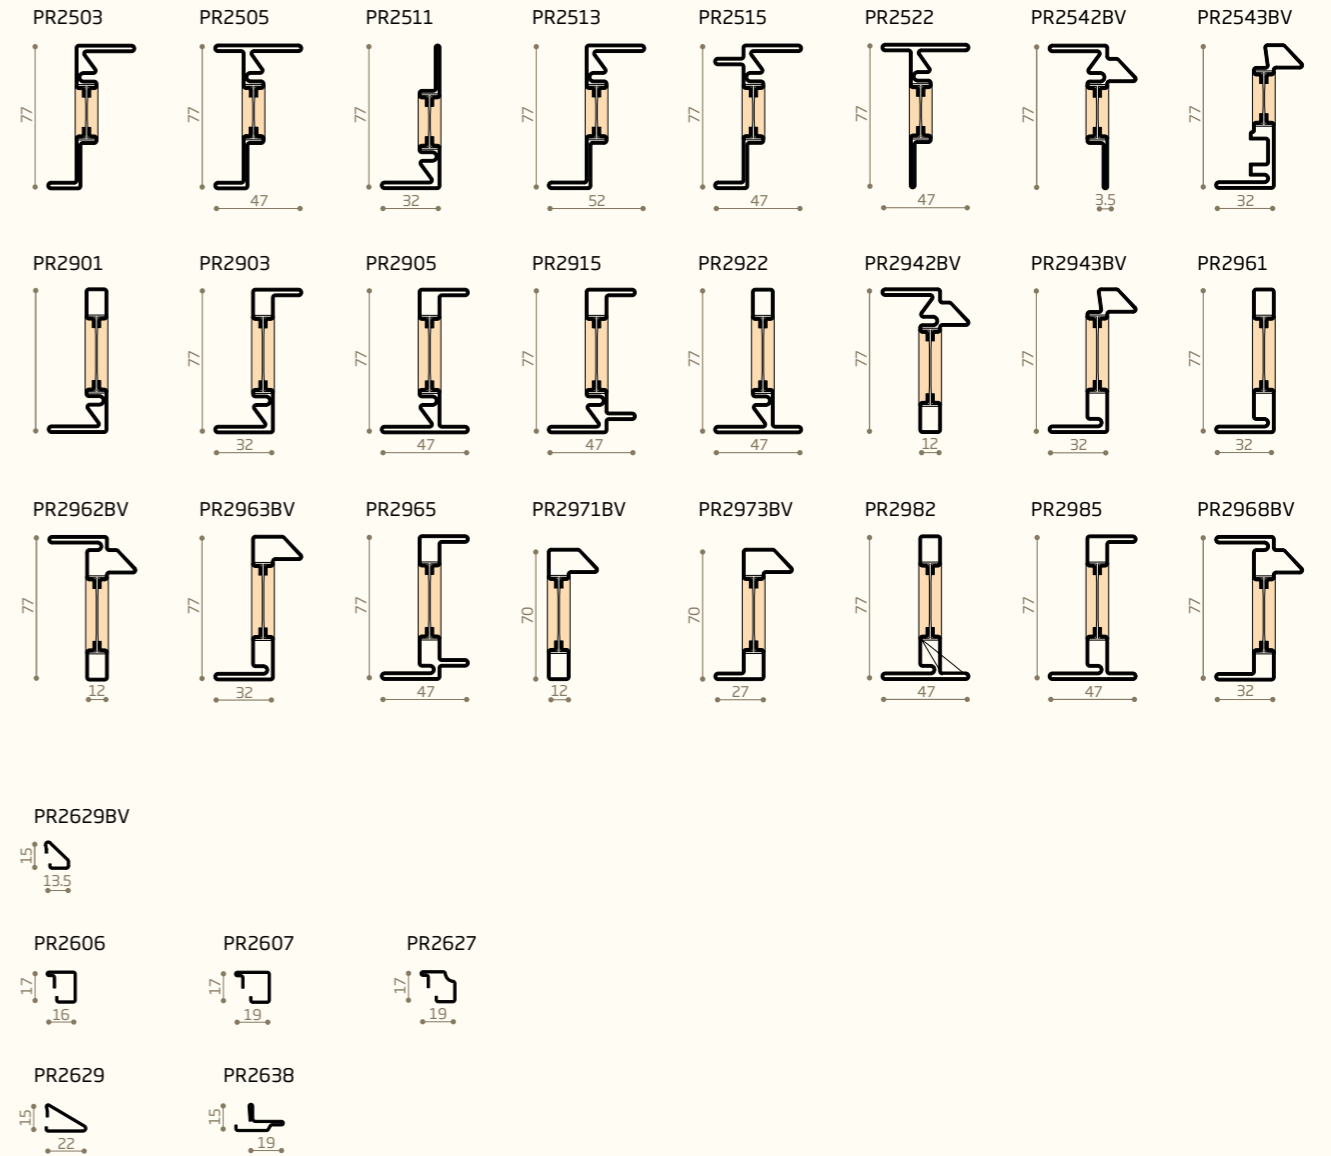 PR2503 PR2505 PR2511 PR2513 PR2515 PR2522 PR2542BV PR2543BV
77 77 77 77 77 77 77 77
47 32 52 47 47 3.5 32
PR2901 PR2903 PR2905 PR2915 PR2922 PR2942BV PR2943BV PR2961
77 77 77 77 77 77 77 77
32 47 47 47 12 32 32
PR2962BV PR2963BV PR2965 PR2971BV PR2973BV PR2982 PR2985 PR2968BV
77 77 77 70 70 77 77 77
12 32 47 12 27 47 47 32
PR2629BV
15
13.5
PR2606 PR2607 PR2627
17 17 17
16 19 19
PR2629 PR2638
15 15
22 19